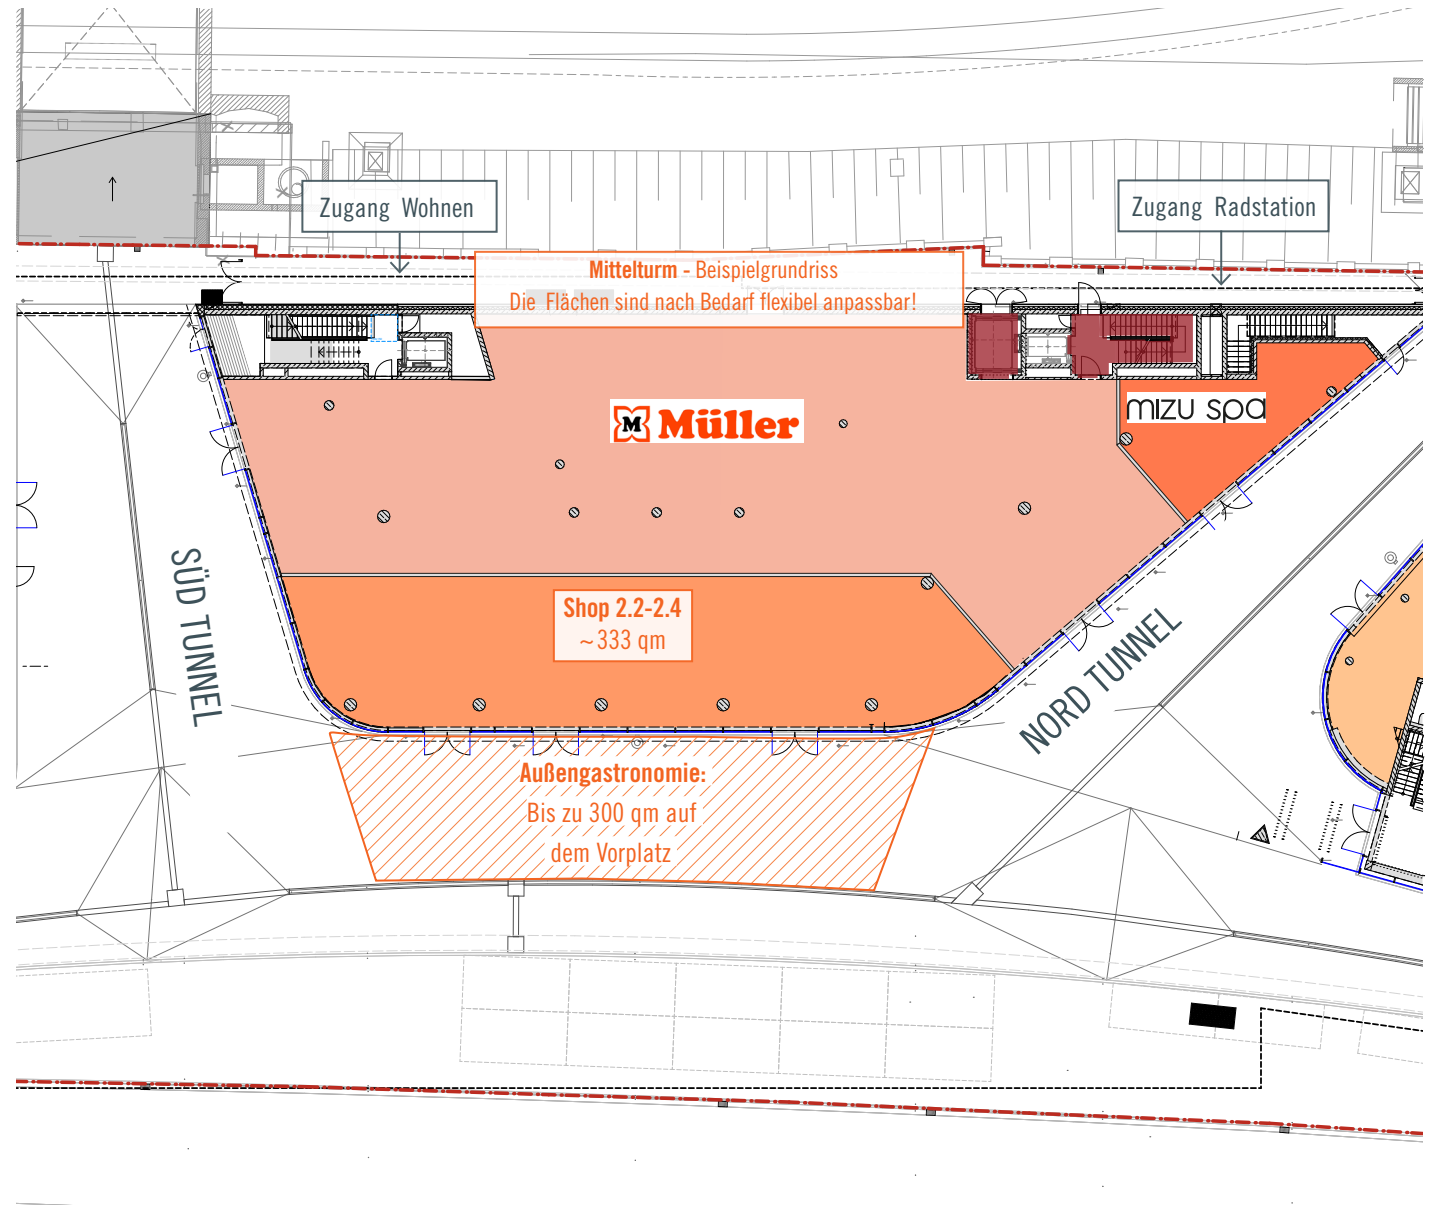 Zugang Wohnen
Zugang Radstation
Mittelturm - Beispielgrundriss
Die Flächen sind nach Bedarf flexibel anpassbar!
M Müller
mizu spa
SÜD TUNNEL
Shop 2.2-2.4
~333 qm
NORD TUNNEL
Außengastronomie:
Bis zu 300 qm auf
dem Vorplatz